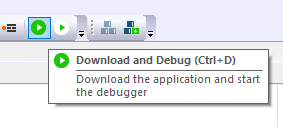 Download and Debug (Ctrl+D)
Download the application and start
the debugger